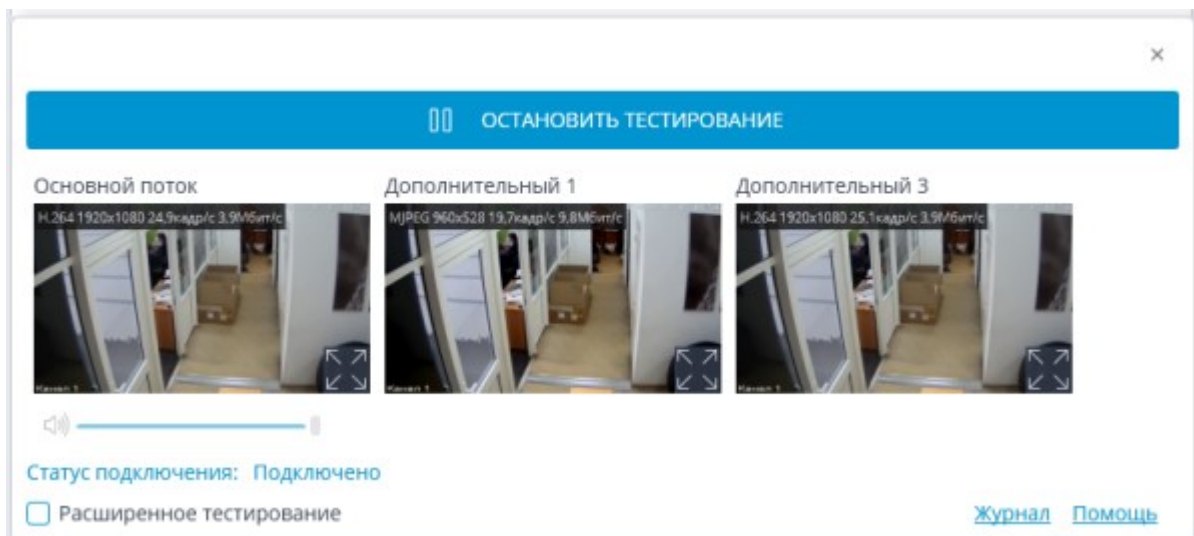 ОСТАНОВИТЬ ТЕСТИРОВАНИЕ
Основной поток
Дополнительный 1
Дополнительный 3
H.264 1920x1080 24,9кадр/с 3,9Мбит/с
MJPEG 960x528 19,7кадр/с 9,8Мбит/с
H.264 1920x1080 25,1кадр/с 3,9Мбит/с
Канал 1
Канал 1
Канал 1
Статус подключения: Подключено
Расширенное тестирование
Журнал Помощь